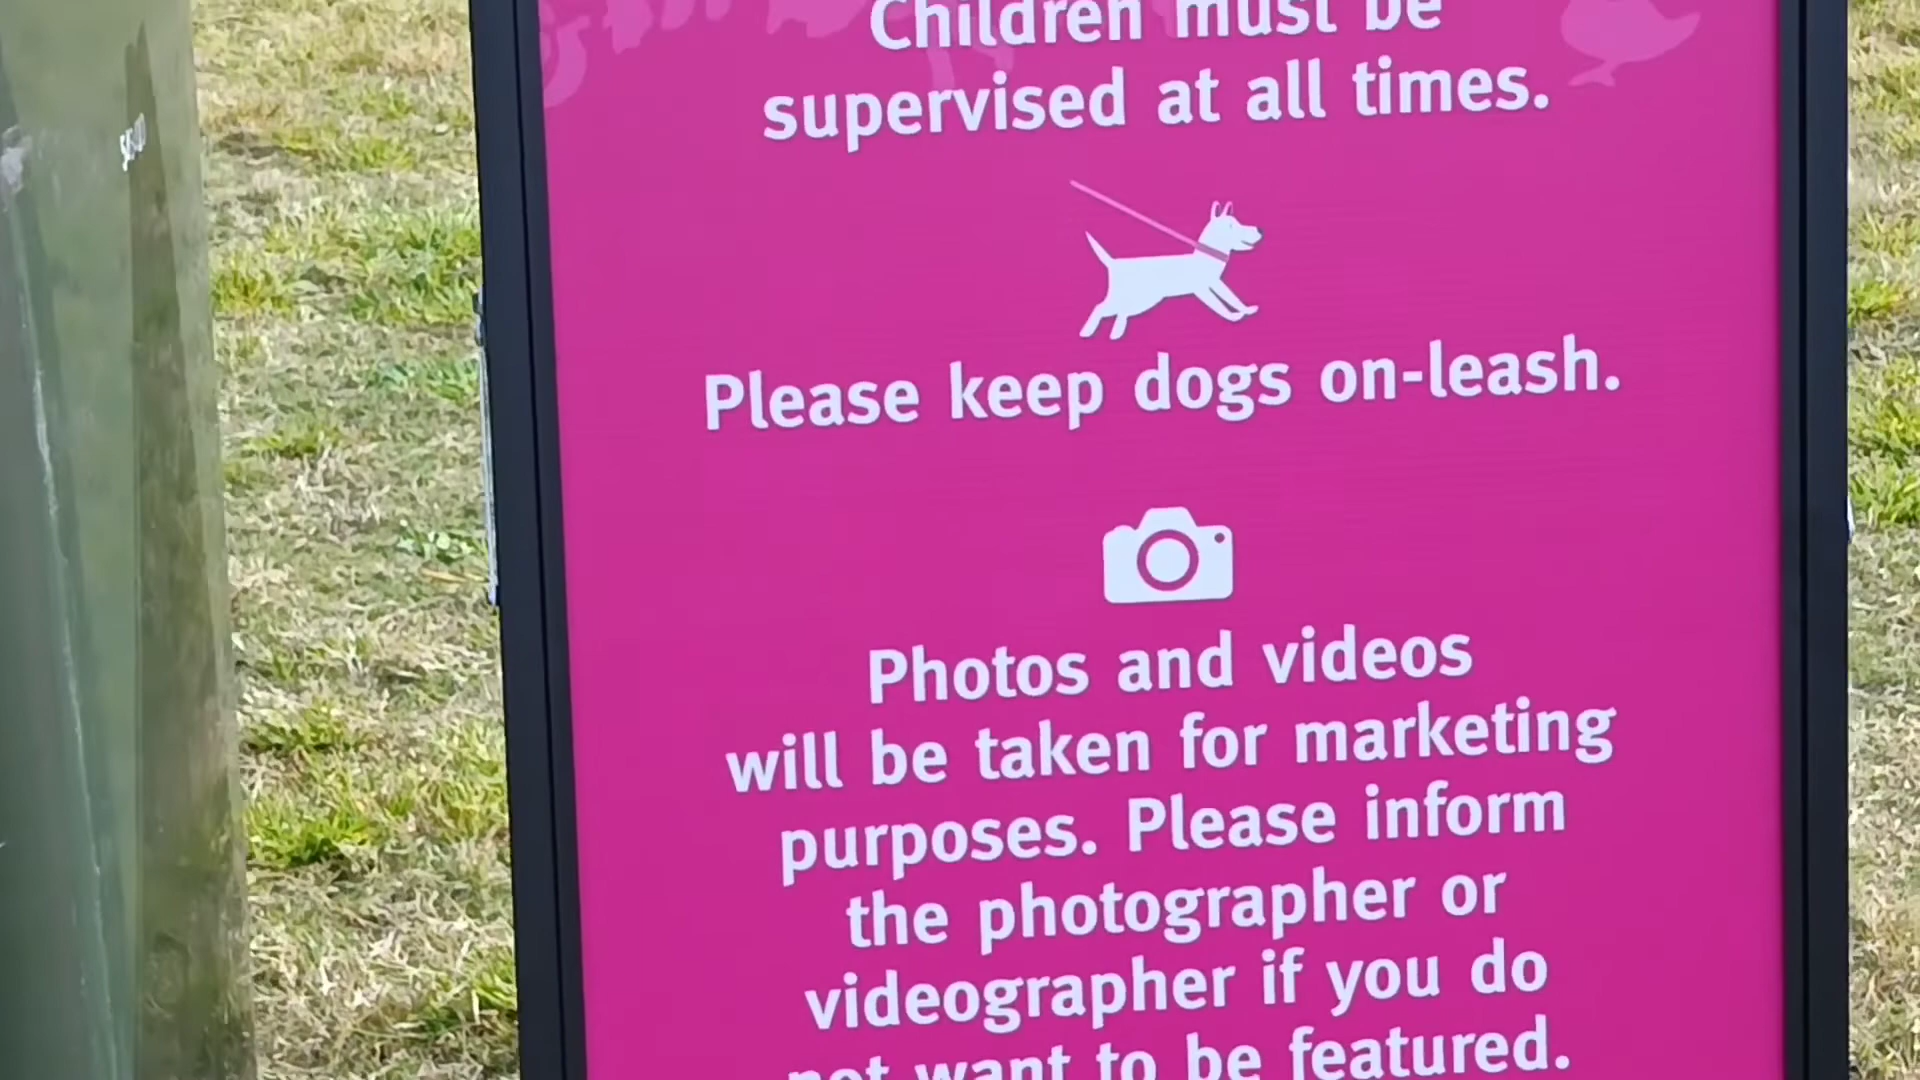 Children must be
supervised at all times.
Please keep dogs on-leash.
Photos and videos
will be taken for marketing
purposes. Please inform
the photographer or
videographer if you do
not want to be featured.